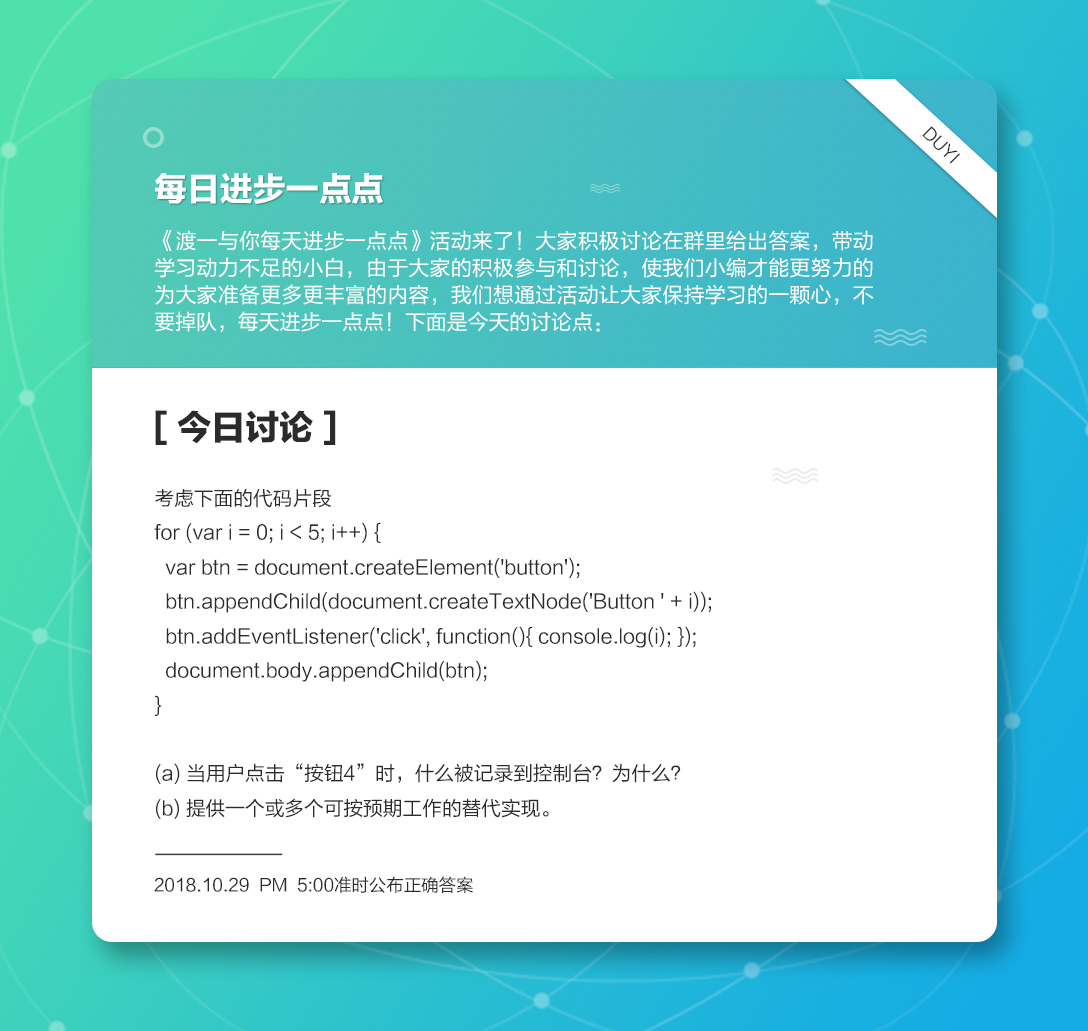 DUYI
每日进步一点点
《渡一与你每天进步一点点》活动来了！大家积极讨论在群里给出答案，带动
学习动力不足的小白，由于大家的积极参与和讨论，使我们小编才能更努力的
为大家准备更多更丰富的内容，我们想通过活动让大家保持学习的一颗心，不
要掉队，每天进步一点点！下面是今天的讨论点：
[ 今日讨论 ]
考虑下面的代码片段
for (var i = 0; i < 5; i++) {
  var btn = document.createElement('button');
  btn.appendChild(document.createTextNode('Button ' + i));
  btn.addEventListener('click', function(){ console.log(i); });
  document.body.appendChild(btn);
}
(a) 当用户点击“按钮4”时，什么被记录到控制台？为什么？
(b) 提供一个或多个可按预期工作的替代实现。
2018.10.29 PM 5:00准时公布正确答案